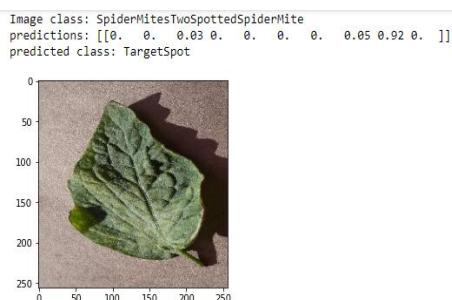 Image class: SpiderMitesTwoSpottedSpiderMite
predictions: [[0. 0. 0.03 0. 0. 0. 0. 0.05 0.92 0. ]]
predicted class: TargetSpot
0
50
100
150
200
250
0 50 100 150 200 250